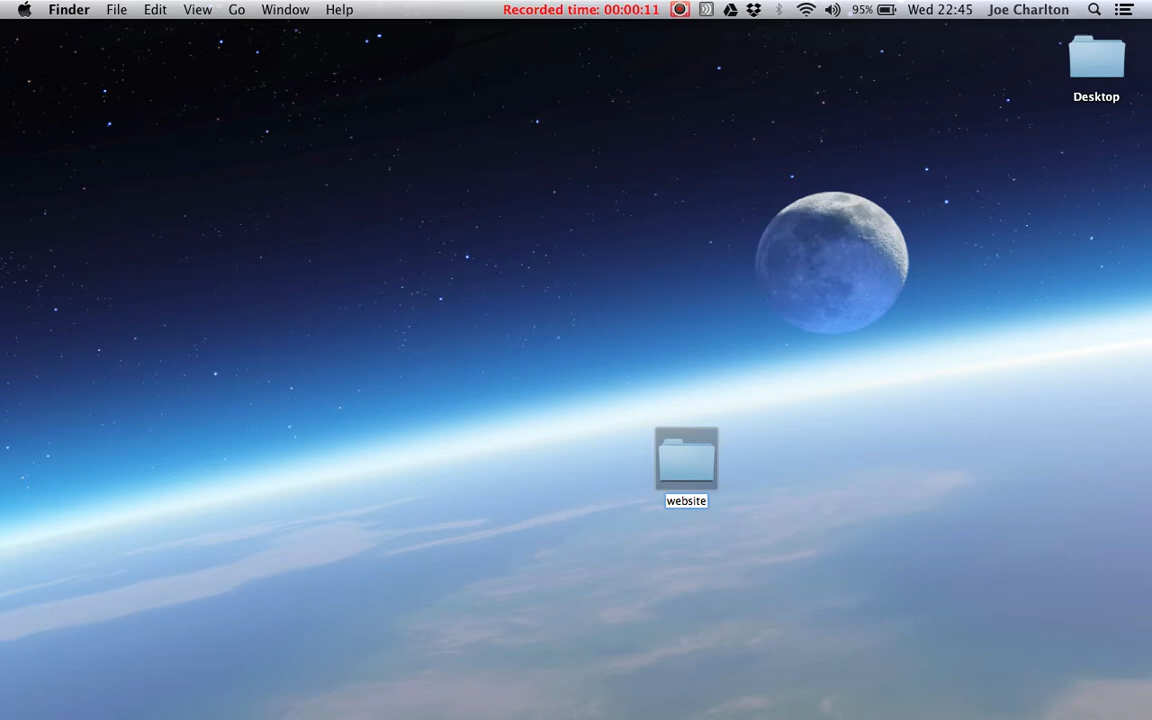 Finder File Edit View Go Window Help Recorded time: 00:00:11 95% Wed 22:45 Joe Charlton
Desktop
website